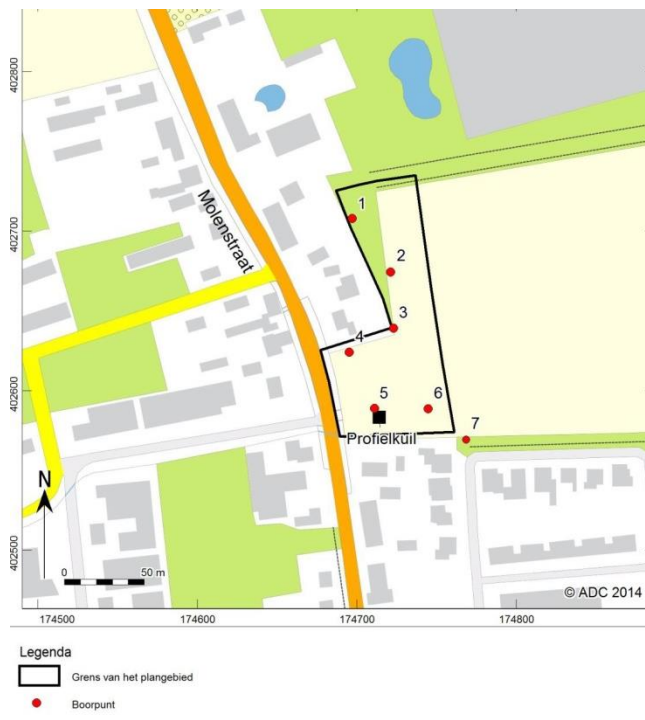 402800
402700
402600
402500
Molenstraat
1
2
3
4
5
6
7
Profielkuil
N
0 50 m
© ADC 2014
174500 174600 174700 174800
Legenda
Grens van het plangebied
Boorpunt